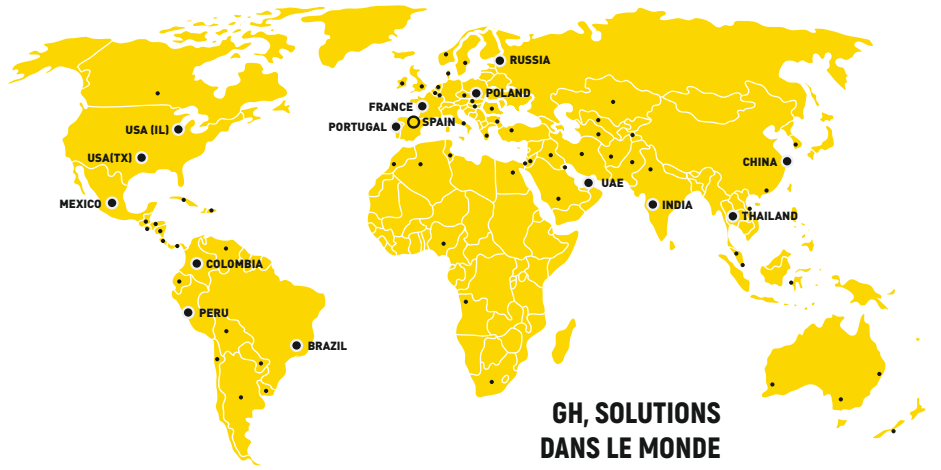 RUSSIA
POLAND
FRANCE
SPAIN
PORTUGAL
USA (IL)
USA(TX)
CHINA
MEXICO
UAE
INDIA
THAILAND
COLOMBIA
PERU
BRAZIL
GH, SOLUTIONS
DANS LE MONDE